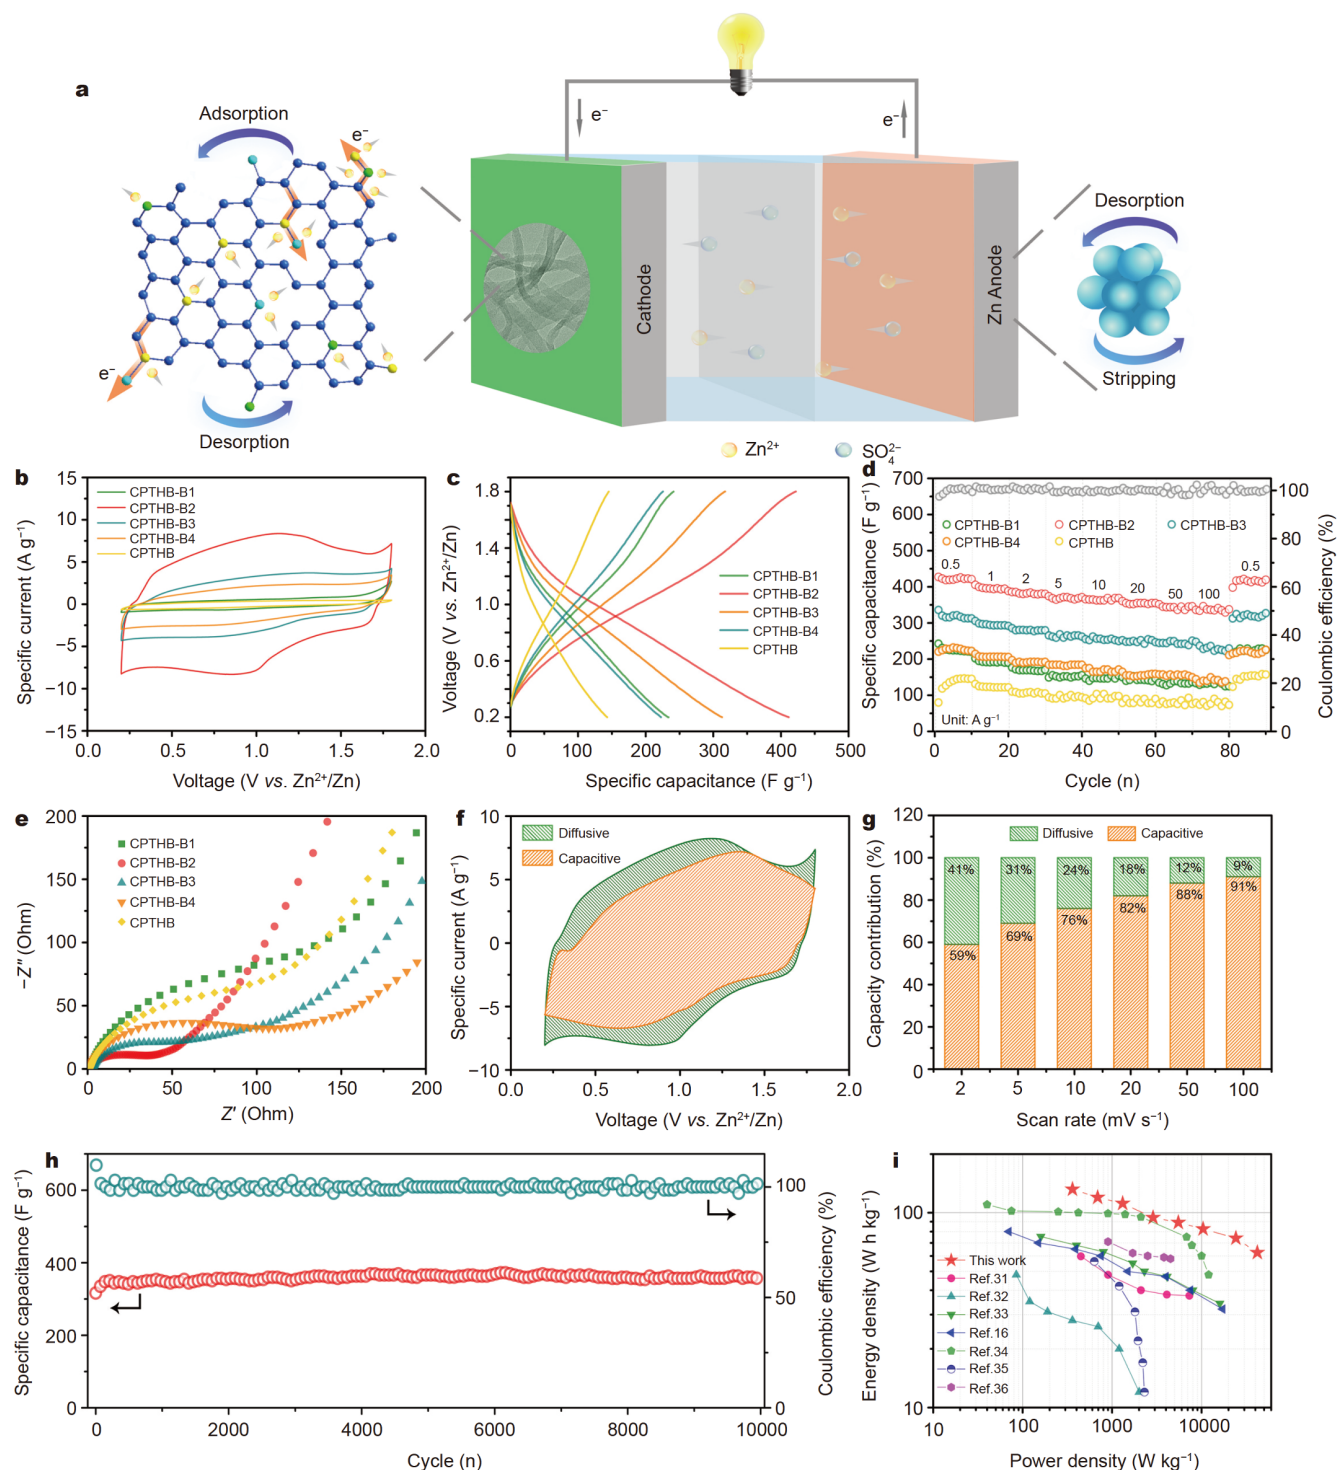 a
Adsorption
e⁻
e⁻
Desorption
e⁻
e⁻
Cathode
Zn Anode
Desorption
Stripping
Zn²⁺
SO₄²⁻
b
Specific current (A g⁻¹)
15
10
5
0
−5
−10
−15
CPTHB-B1
CPTHB-B2
CPTHB-B3
CPTHB-B4
CPTHB
0.0 0.5 1.0 1.5 2.0
Voltage (V vs. Zn²⁺/Zn)
c
Voltage (V vs. Zn²⁺/Zn)
1.8
1.4
1.0
0.6
0.2
CPTHB-B1
CPTHB-B2
CPTHB-B3
CPTHB-B4
CPTHB
0 100 200 300 400 500
Specific capacitance (F g⁻¹)
d
Specific capacitance (F g⁻¹)
700
600
500
400
300
200
100
0
CPTHB-B1 CPTHB-B2 CPTHB-B3
CPTHB-B4 CPTHB
0.5 1 2 5 10 20 50 100 0.5
Unit: A g⁻¹
0 20 40 60 80
Cycle (n)
100
80
60
40
20
0
Coulombic efficiency (%)
e
−Z″ (Ohm)
200
150
100
50
0
CPTHB-B1
CPTHB-B2
CPTHB-B3
CPTHB-B4
CPTHB
0 50 100 150 200
Z′ (Ohm)
f
Specific current (A g⁻¹)
10
5
0
−5
−10
Diffusive
Capacitive
0.0 0.5 1.0 1.5 2.0
Voltage (V vs. Zn²⁺/Zn)
g
Capacity contribution (%)
120
100
80
60
40
20
0
Diffusive Capacitive
41% 31% 24% 18% 12% 9%
59% 69% 76% 82% 88% 91%
2 5 10 20 50 100
Scan rate (mV s⁻¹)
h
Specific capacitance (F g⁻¹)
600
400
200
0
0 2000 4000 6000 8000 10000
Cycle (n)
100
50
0
Coulombic efficiency (%)
i
Energy density (W h kg⁻¹)
100
10
This work
Ref.31
Ref.32
Ref.33
Ref.16
Ref.34
Ref.35
Ref.36
10 100 1000 10000
Power density (W kg⁻¹)